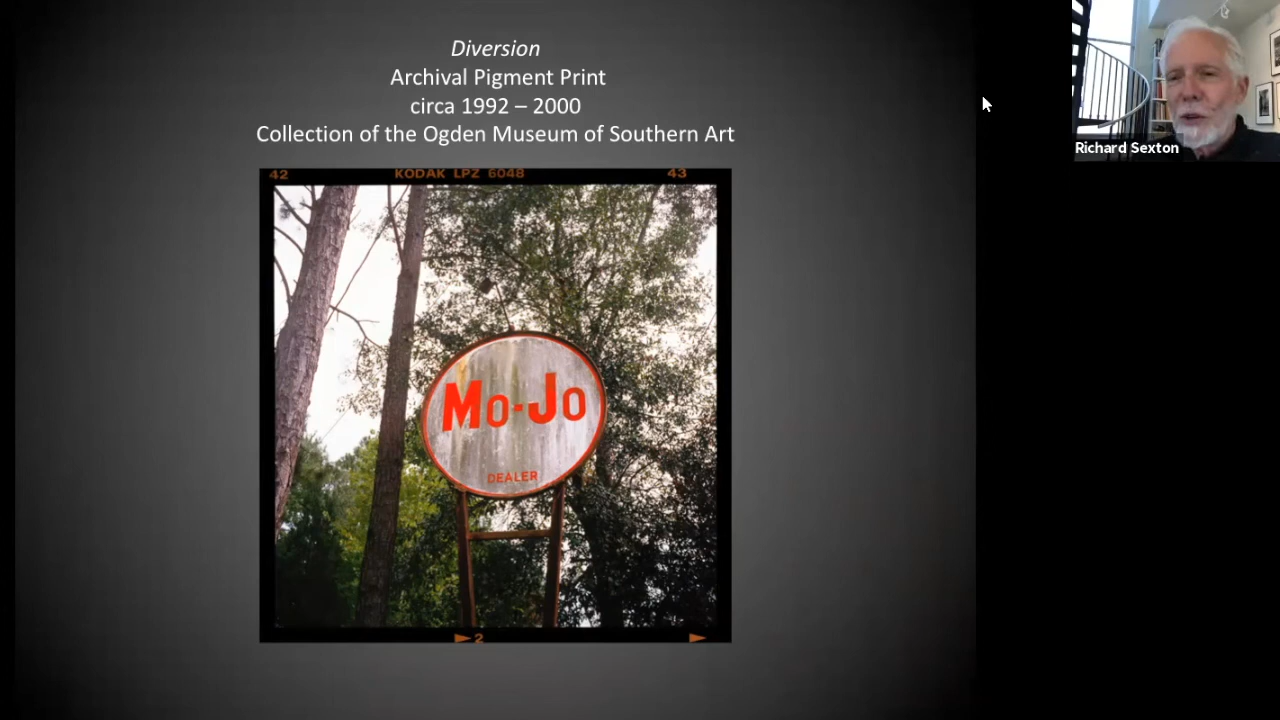 Diversion
Archival Pigment Print
circa 1992 – 2000
Collection of the Ogden Museum of Southern Art
42 KODAK LPZ 6048 43
Mo·Jo
DEALER
2
Richard Sexton